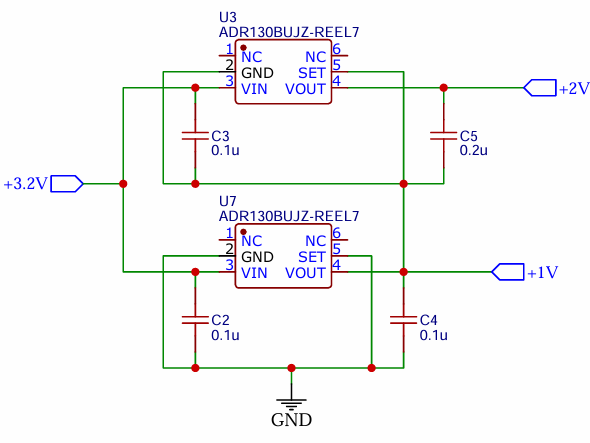 U3
ADR130BUJZ-REEL7
1 NC NC 6
2 GND SET 5
3 VIN VOUT 4
+2V
C3
0.1u
C5
0.2u
+3.2V
U7
ADR130BUJZ-REEL7
1 NC NC 6
2 GND SET 5
3 VIN VOUT 4
+1V
C2
0.1u
C4
0.1u
GND